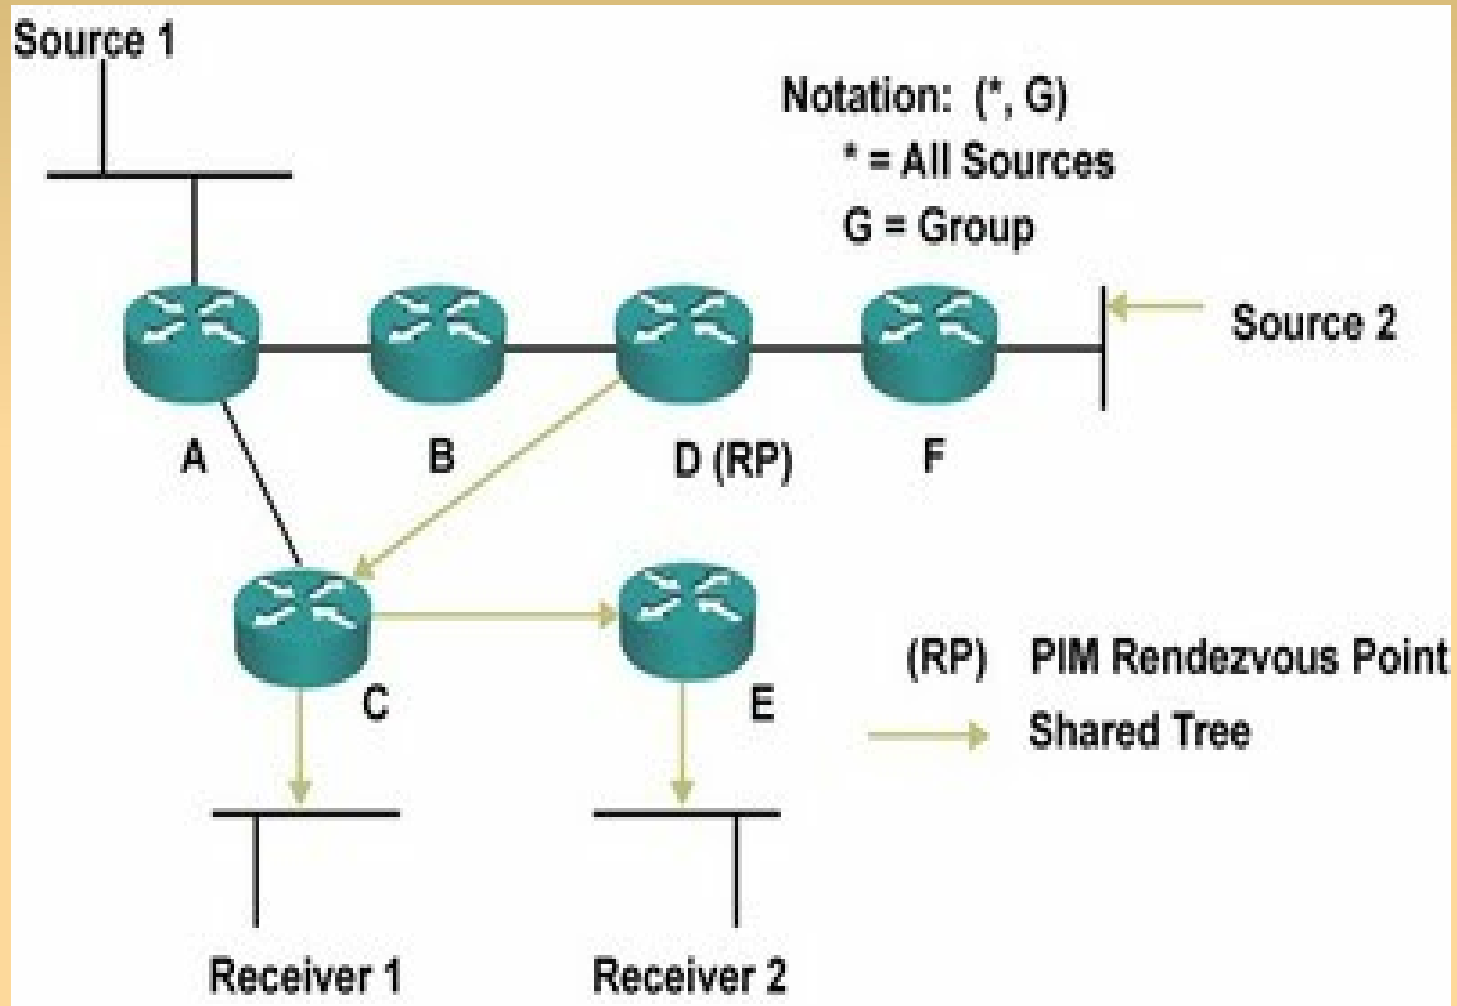 Source 1
Notation: (*, G)
* = All Sources
G = Group
Source 2
A
B
D (RP)
F
C
E
(RP) PIM Rendezvous Point
Shared Tree
Receiver 1
Receiver 2